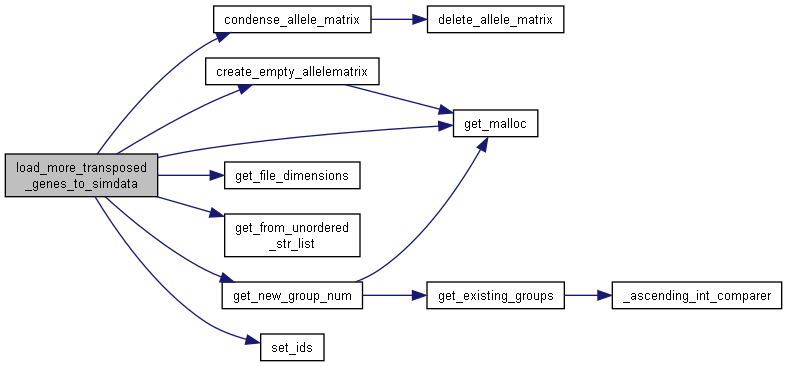 condense_allele_matrix
delete_allele_matrix
create_empty_allelematrix
get_malloc
load_more_transposed
_genes_to_simdata
get_file_dimensions
get_from_unordered
_str_list
get_new_group_num
get_existing_groups
_ascending_int_comparer
set_ids